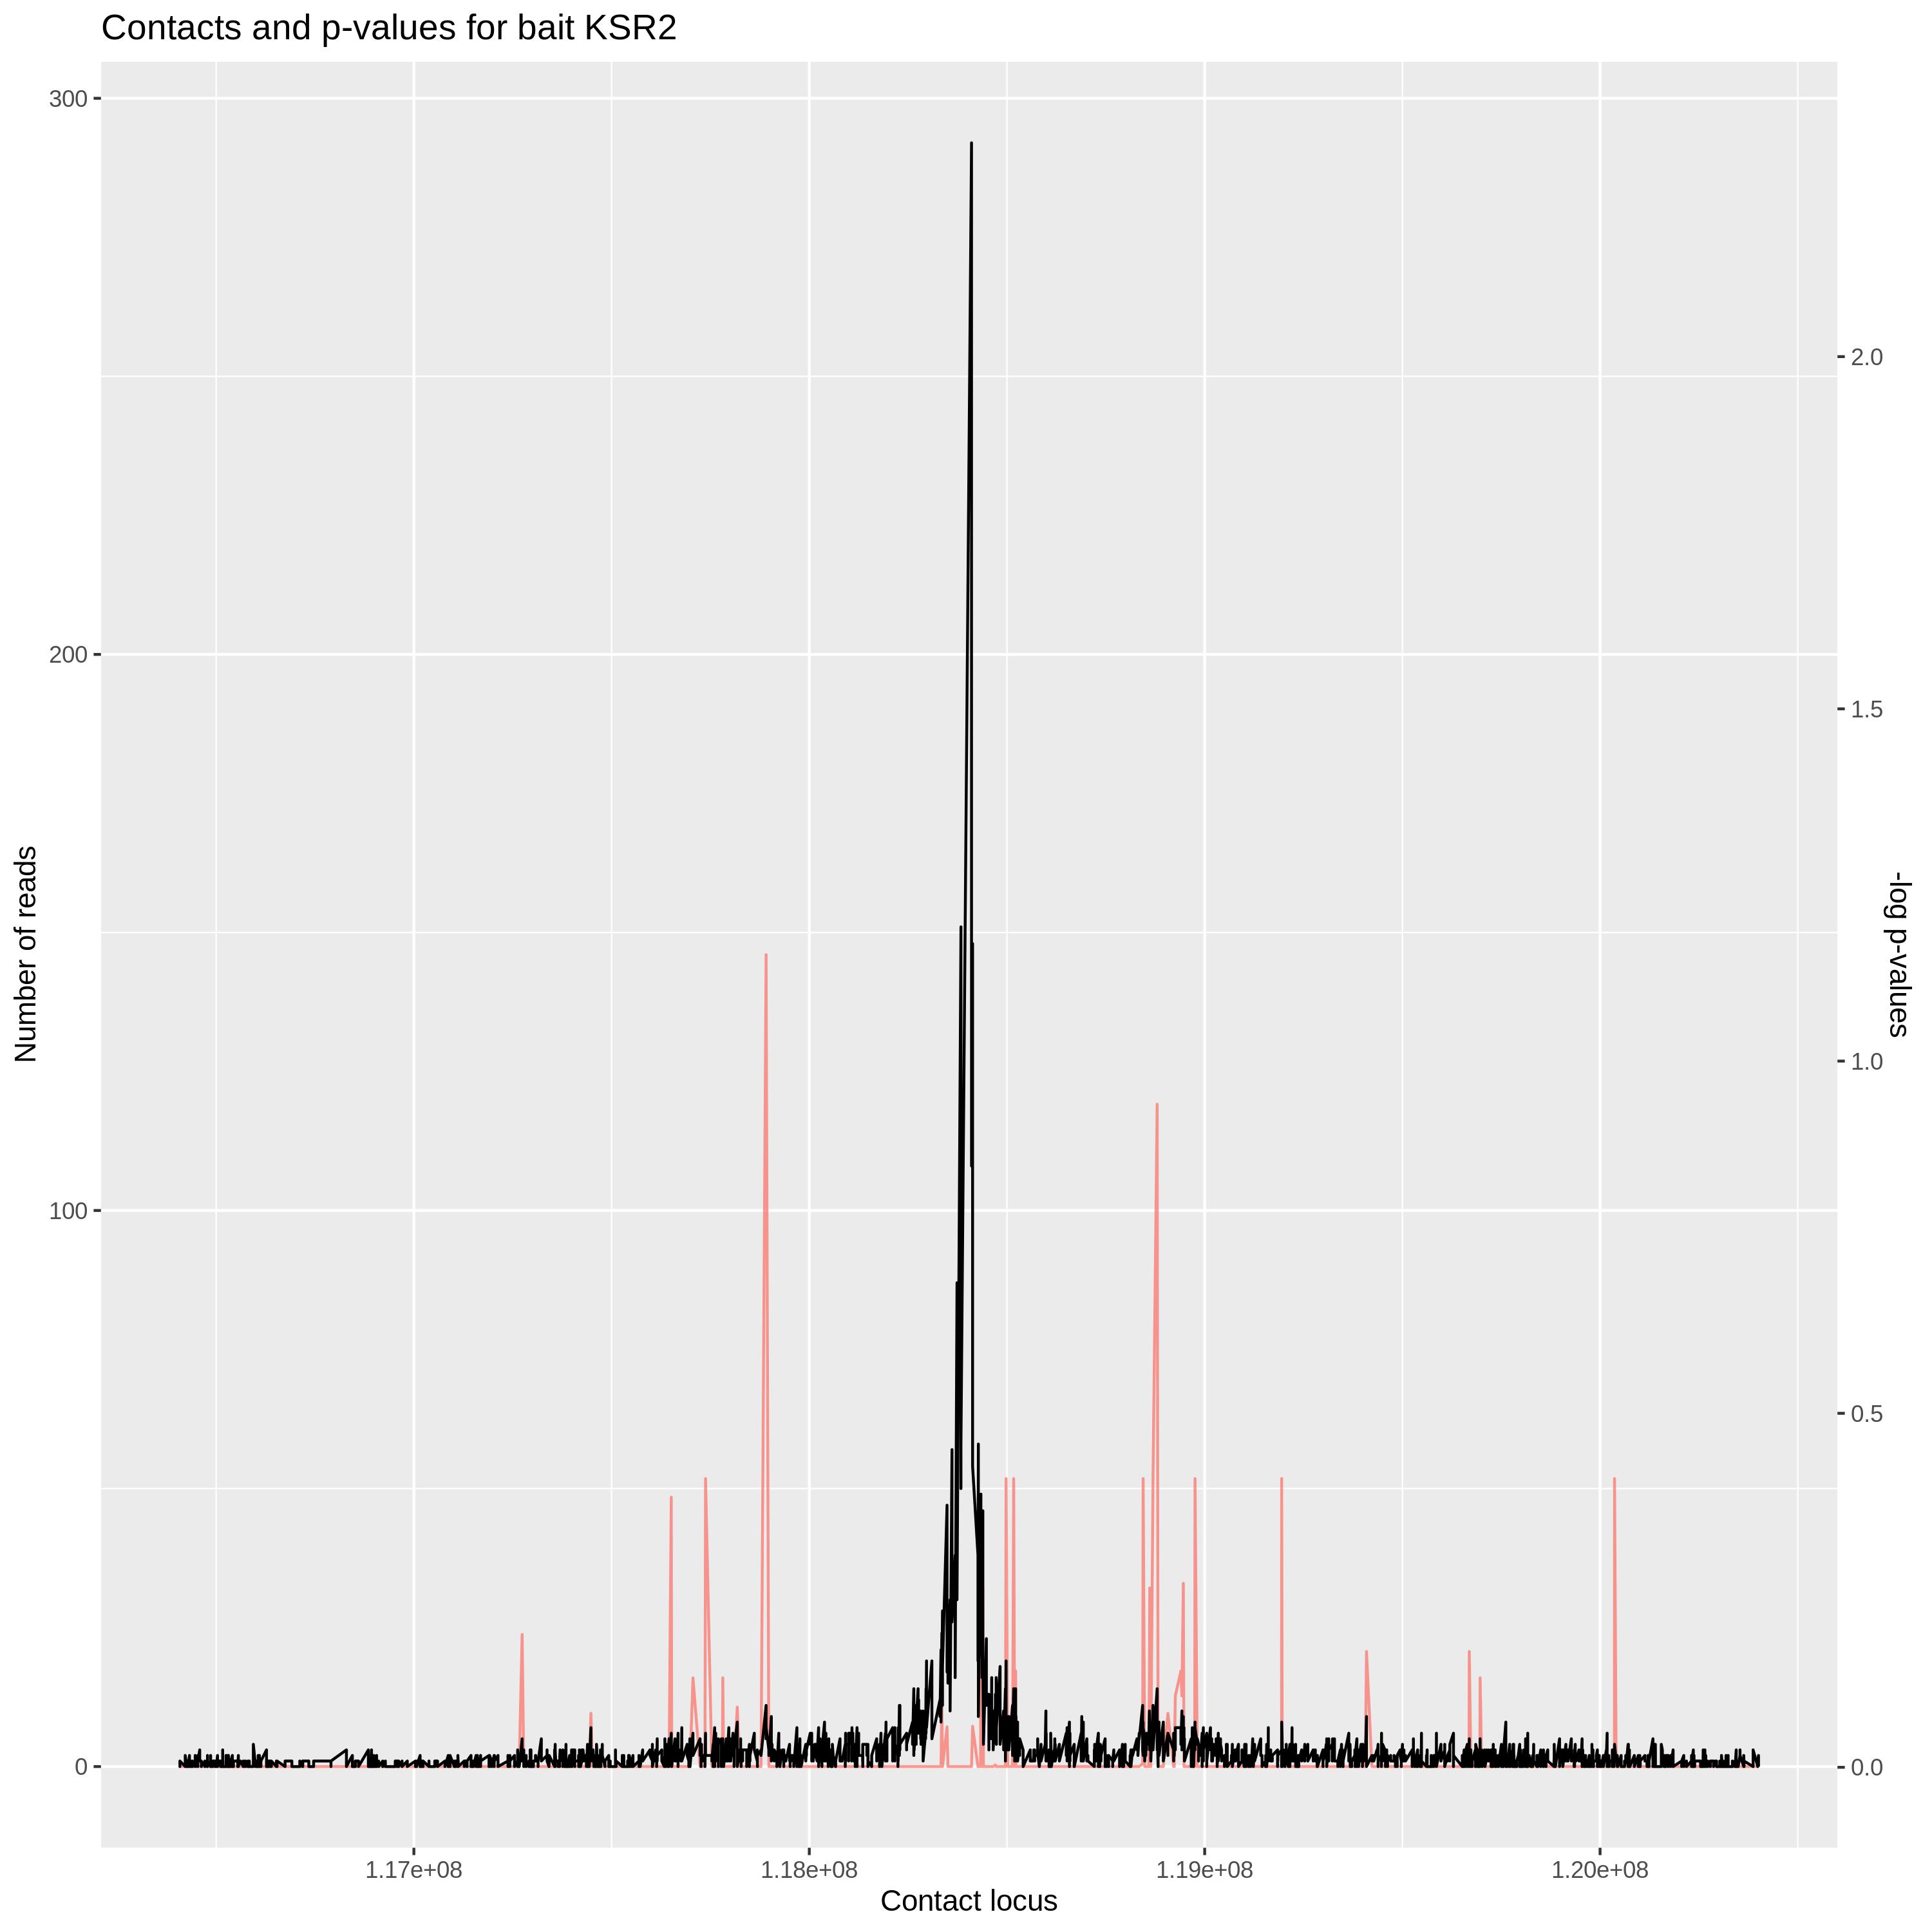 Contacts and p-values for bait KSR2
300
200
100
0
Number of reads
2.0
1.5
1.0
0.5
0.0
-log p-values
1.17e+08 1.18e+08 1.19e+08 1.20e+08
Contact locus